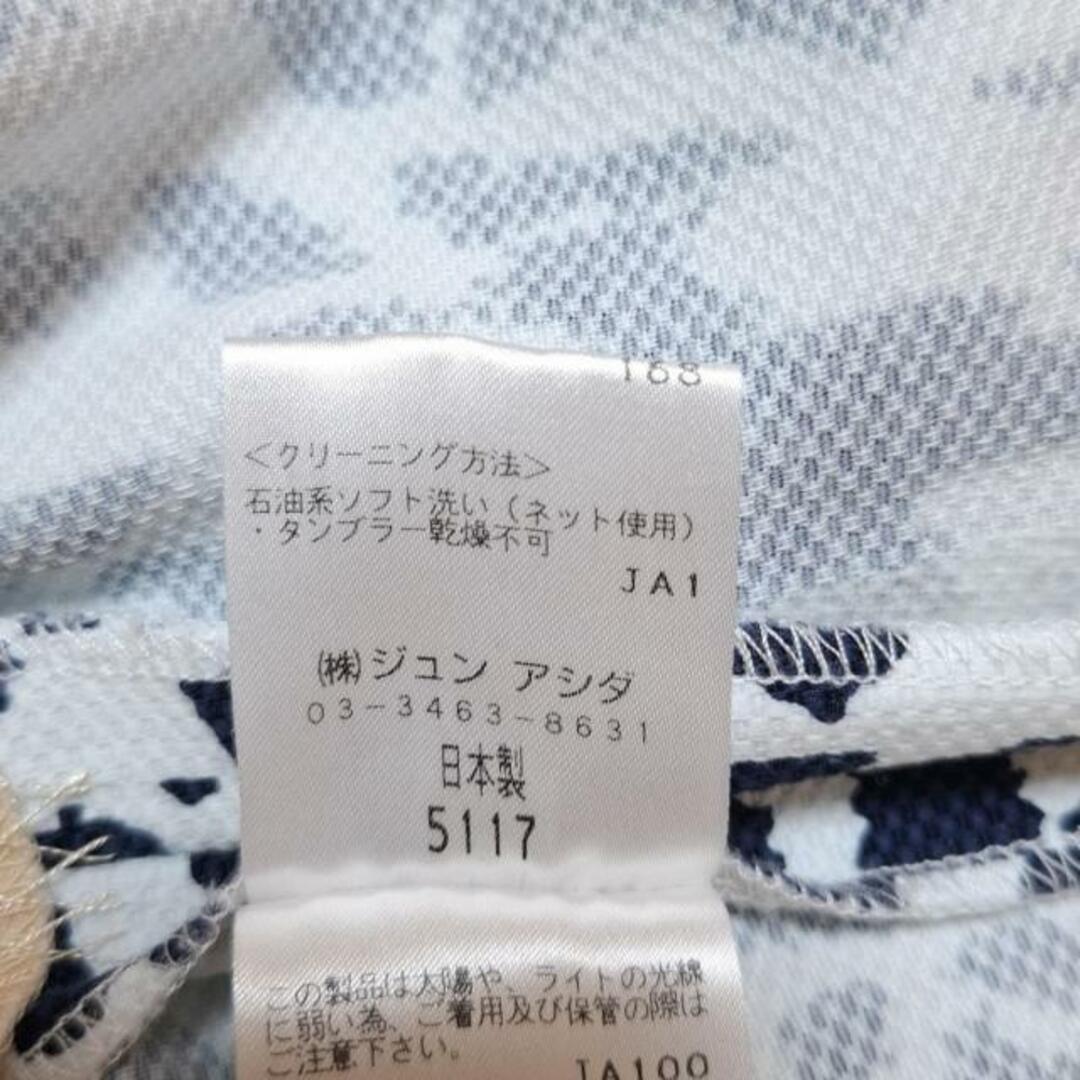 168
<クリーニング方法>
石油系ソフト洗い(ネット使用)
・タンブラー乾燥不可
JA1
㈱ジュン アシダ
03-3463-8631
日本製
5117
この製品は太陽や、ライトの光線
に弱い為、ご着用及び保管の際は
ご注意下さい。
JA100